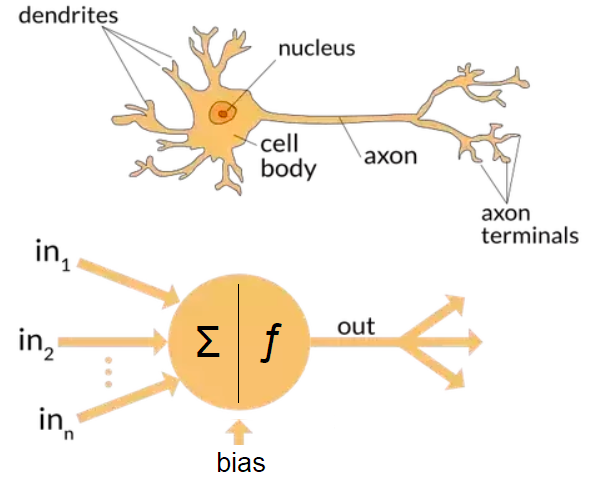 dendrites
nucleus
cell
body
axon
axon
terminals
in1
in2
inn
Σ
f
out
bias